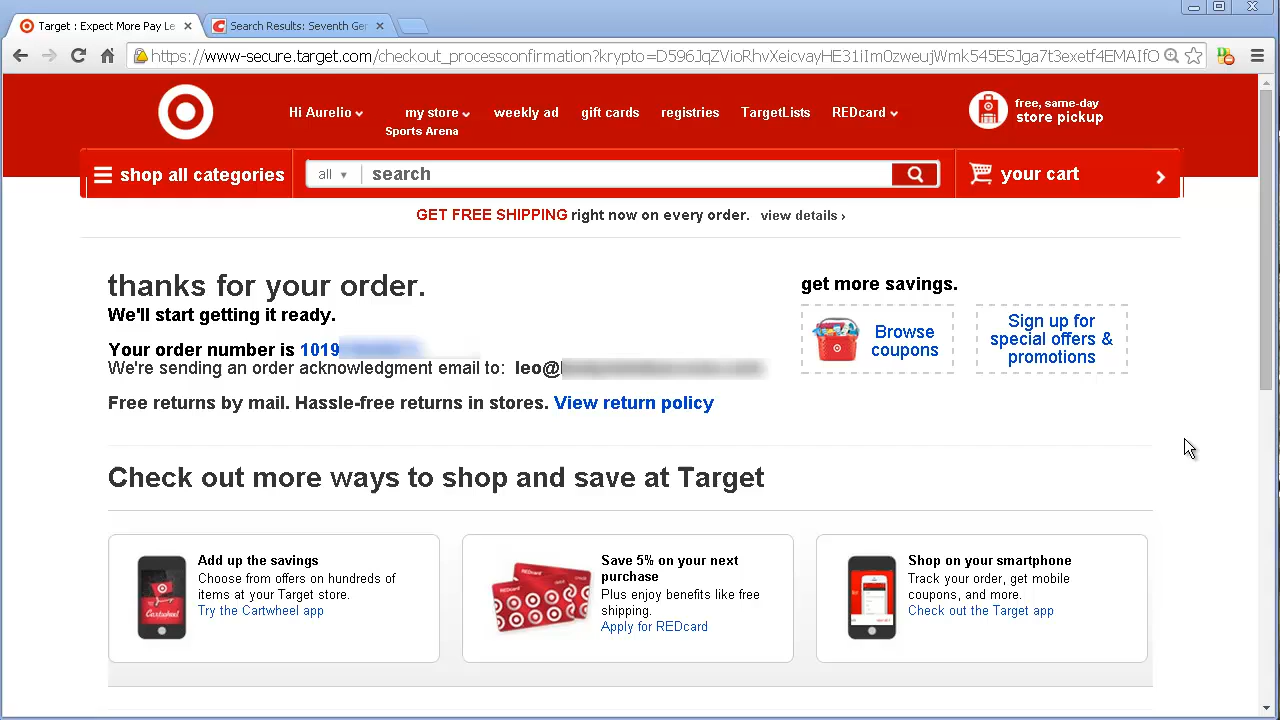 Target : Expect More Pay Le
Search Results: Seventh Ger
https://www-secure.target.com/checkout_processconfirmation?krypto=
Hi Aurelio
my store
weekly ad
gift cards
registries
TargetLists
REDcard
Sports Arena
free, same-day
store pickup
shop all categories
all
search
your cart
GET FREE SHIPPING right now on every order. view details ›
thanks for your order.
We'll start getting it ready.
Your order number is 1019
We're sending an order acknowledgment email to: leo@
Free returns by mail. Hassle-free returns in stores. View return policy
get more savings.
Browse
coupons
Sign up for
special offers &
promotions
Check out more ways to shop and save at Target
Cartwheel
Add up the savings
Choose from offers on hundreds of
items at your Target store.
Try the Cartwheel app
REDcard
Save 5% on your next
purchase
Plus enjoy benefits like free
shipping.
Apply for REDcard
Shop on your smartphone
Track your order, get mobile
coupons, and more.
Check out the Target app